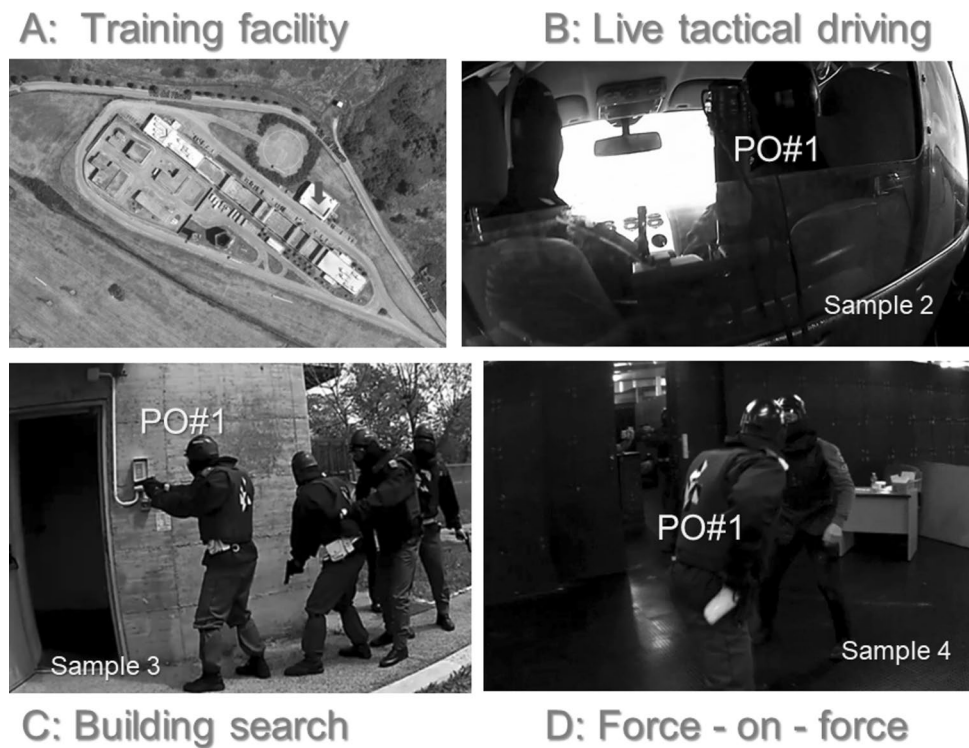 A: Training facility
B: Live tactical driving
PO#1
Sample 2
PO#1
Sample 3
PO#1
Sample 4
C: Building search
D: Force - on - force